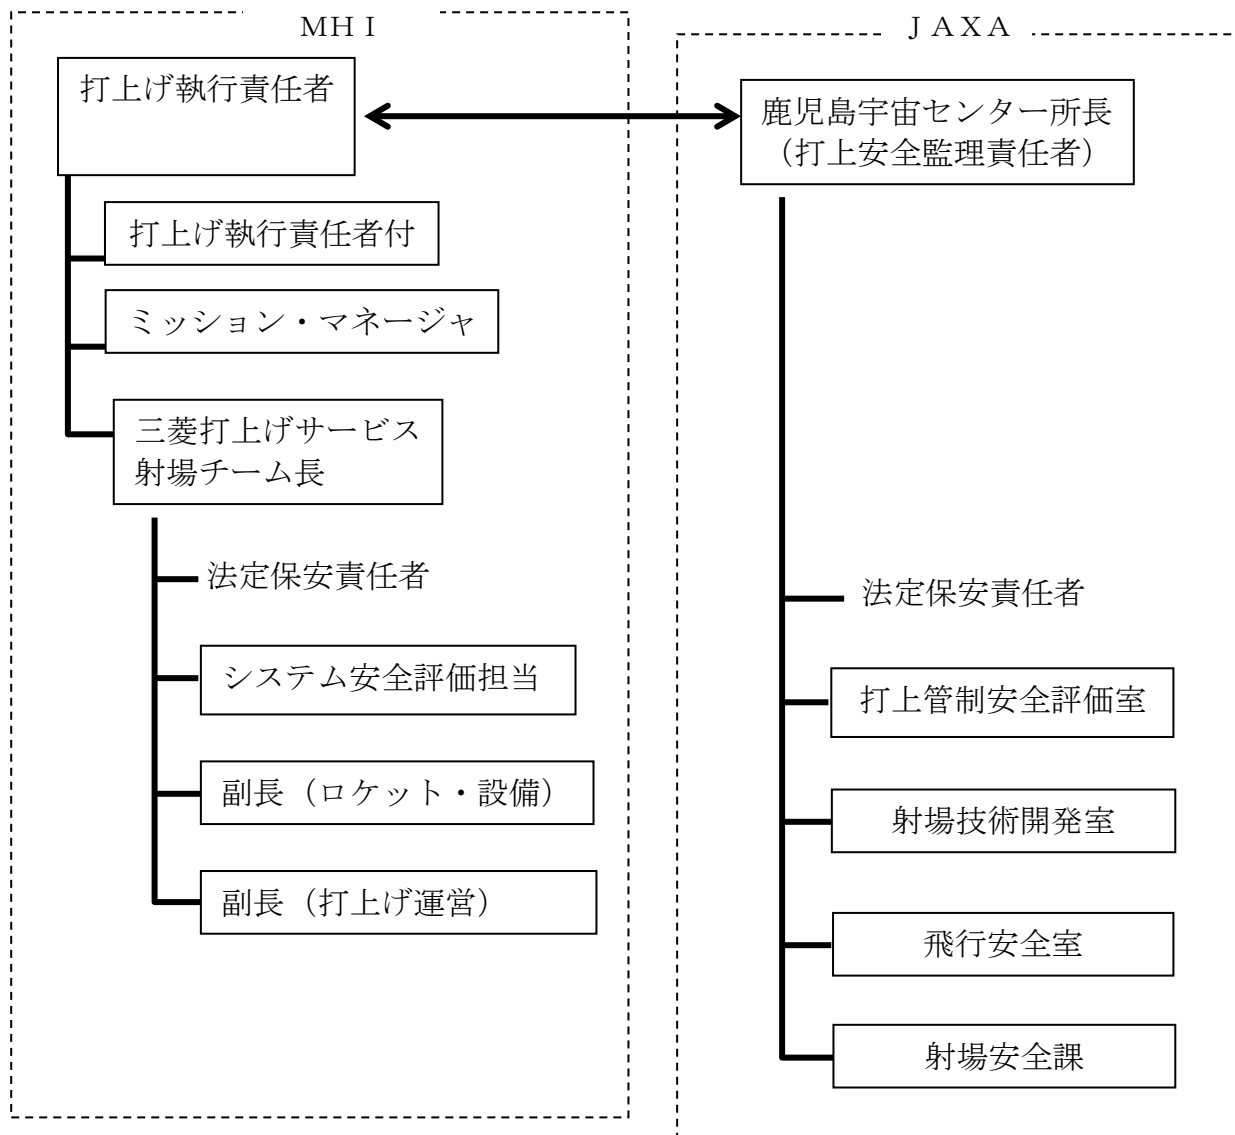 ＭＨＩ
打上げ執行責任者
打上げ執行責任者付
ミッション・マネージャ
三菱打上げサービス
射場チーム長
法定保安責任者
システム安全評価担当
副長（ロケット・設備）
副長（打上げ運営）
ＪＡＸＡ
鹿児島宇宙センター所長
（打上安全監理責任者）
法定保安責任者
打上管制安全評価室
射場技術開発室
飛行安全室
射場安全課